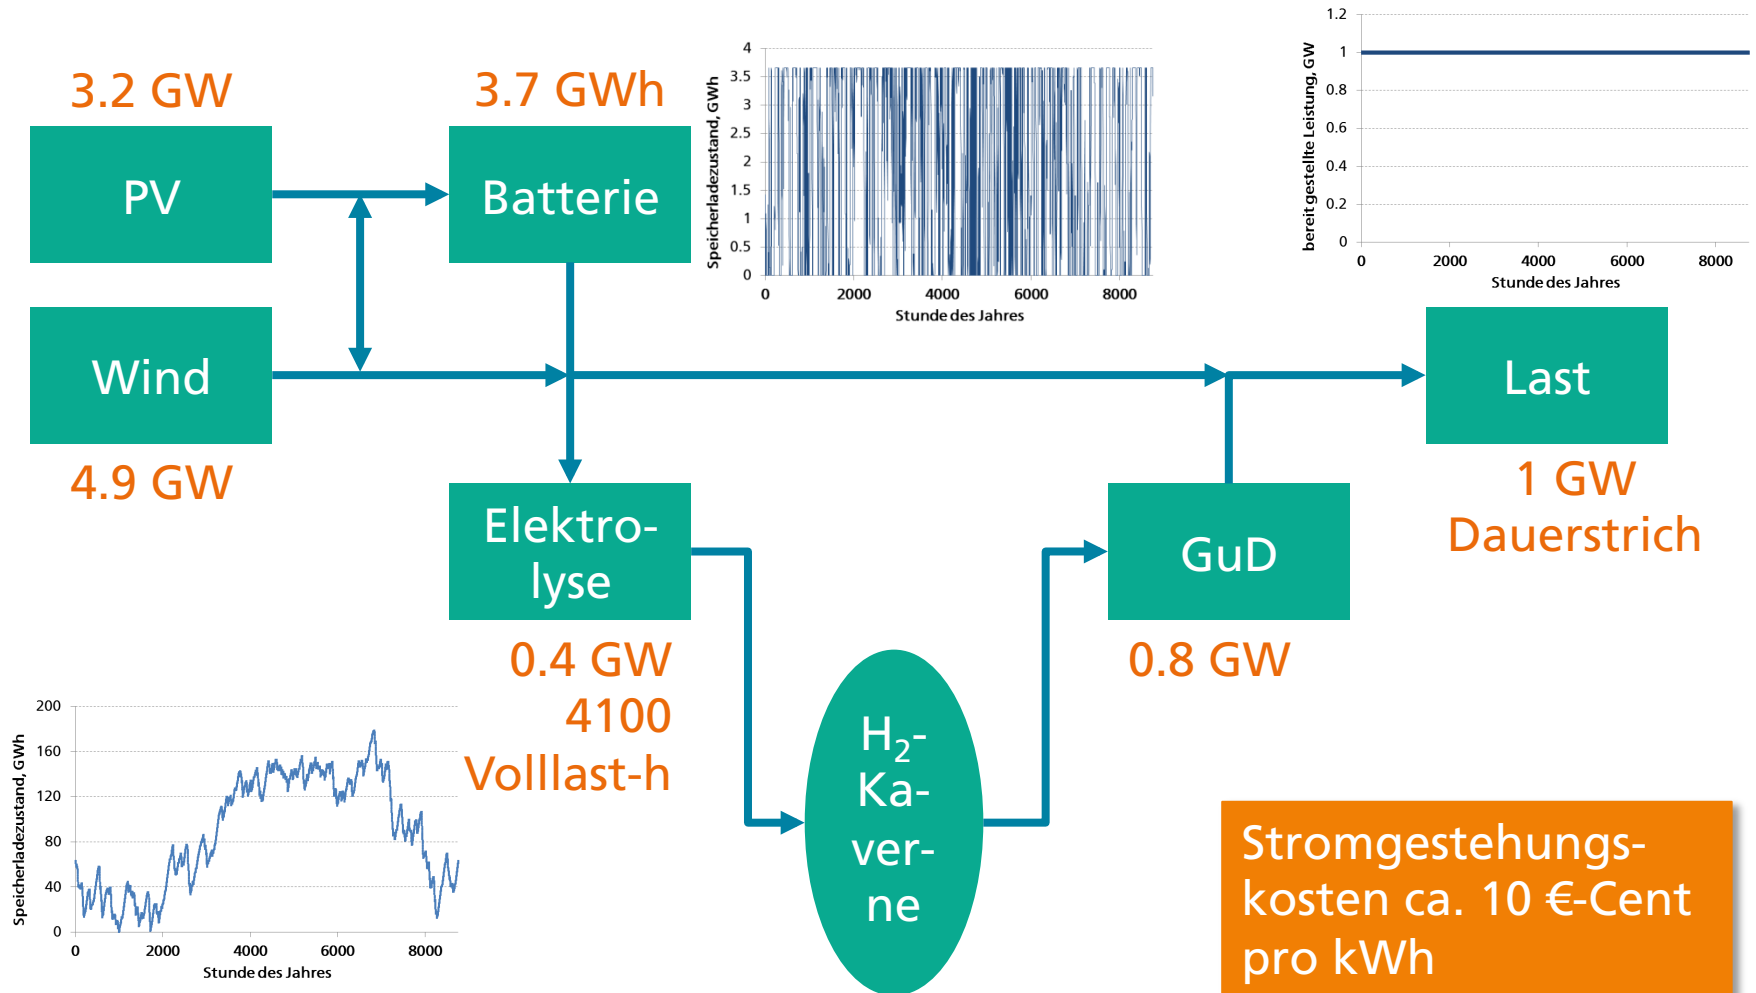 3.2 GW
PV
3.7 GWh
Batterie
Speicherladezustand, GWh
4
3.5
3
2.5
2
1.5
1
0.5
0
0 2000 4000 6000 8000
Stunde des Jahres
bereit gestellte Leistung, GW
1.2
1
0.8
0.6
0.4
0.2
0
0 2000 4000 6000 8000
Stunde des Jahres
Wind
4.9 GW
Last
1 GW
Dauerstrich
Elektro-
lyse
0.4 GW
4100
Volllast-h
GuD
0.8 GW
H₂-
Ka-
ver-
ne
Speicherladezustand, GWh
200
160
120
80
40
0
0 2000 4000 6000 8000
Stunde des Jahres
Stromgestehungs-
kosten ca. 10 €-Cent
pro kWh